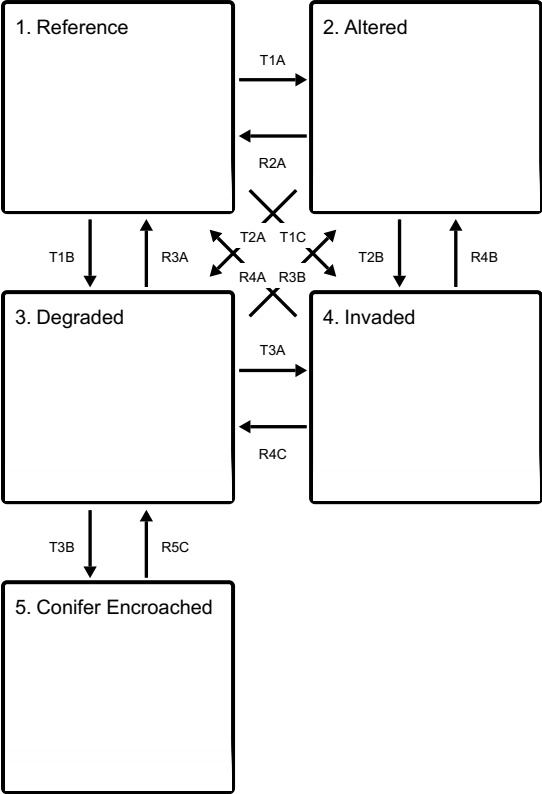 1. Reference
2. Altered
T1A
R2A
T2A
T1C
T1B
R3A
T2B
R4B
R4A
R3B
3. Degraded
4. Invaded
T3A
R4C
T3B
R5C
5. Conifer Encroached